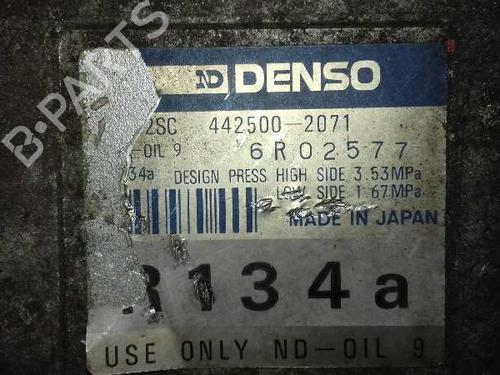 ND DENSO
2SC 442500-2071
OIL 9 6R02577
34a DESIGN PRESS HIGH SIDE 3.53MPa
LOW SIDE 1.67MPa
MADE IN JAPAN
R134a
USE ONLY ND-OIL 9
B-PARTS